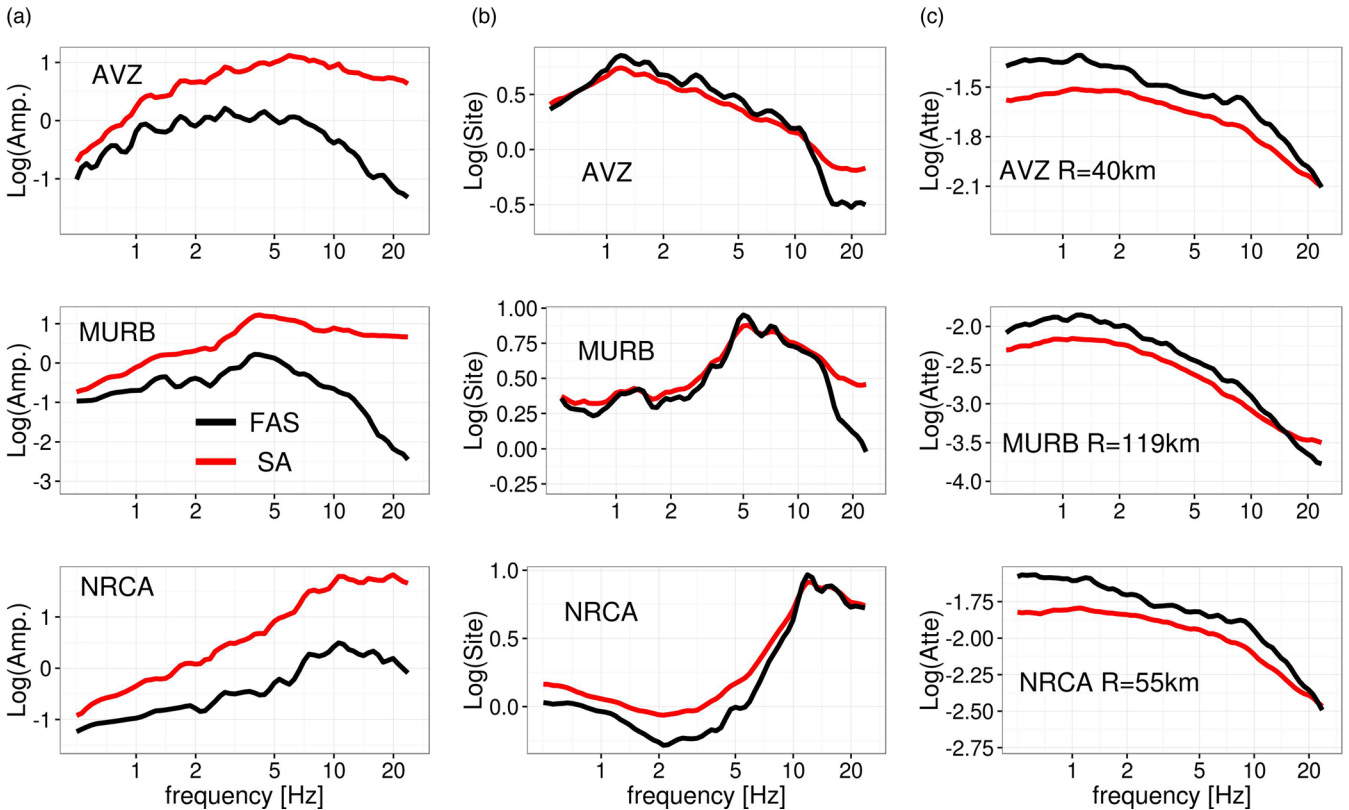 (a)
(b)
(c)
AVZ
Log(Amp.)
1
0
-1
1 2 5 10 20
AVZ
Log(Site)
0.5
0.0
-0.5
1 2 5 10 20
AVZ R=40km
Log(Atte)
-1.5
-1.8
-2.1
1 2 5 10 20
MURB
FAS
SA
Log(Amp.)
1
0
-1
-2
-3
1 2 5 10 20
MURB
Log(Site)
1.00
0.75
0.50
0.25
0.00
-0.25
1 2 5 10 20
MURB R=119km
Log(Atte)
-2.0
-2.5
-3.0
-3.5
-4.0
1 2 5 10 20
NRCA
Log(Amp.)
1
0
-1
1 2 5 10 20
frequency [Hz]
NRCA
Log(Site)
1.0
0.5
0.0
1 2 5 10 20
frequency [Hz]
NRCA R=55km
Log(Atte)
-1.75
-2.00
-2.25
-2.50
-2.75
1 2 5 10 20
frequency [Hz]